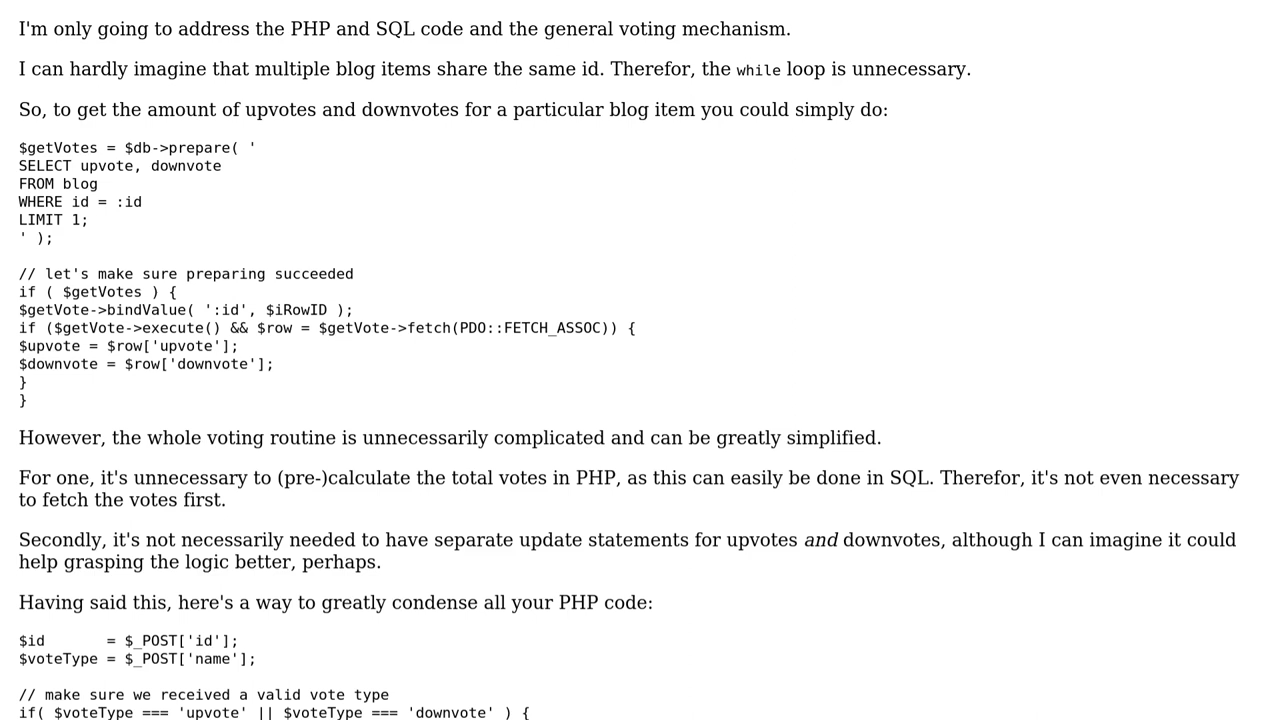 I'm only going to address the PHP and SQL code and the general voting mechanism.
I can hardly imagine that multiple blog items share the same id. Therefor, the while loop is unnecessary.
So, to get the amount of upvotes and downvotes for a particular blog item you could simply do:
$getVotes = $db->prepare( '
SELECT upvote, downvote
FROM blog
WHERE id = :id
LIMIT 1;
' );
// let's make sure preparing succeeded
if ( $getVotes ) {
$getVote->bindValue( ':id', $iRowID );
if ($getVote->execute() && $row = $getVote->fetch(PDO::FETCH_ASSOC)) {
$upvote = $row['upvote'];
$downvote = $row['downvote'];
}
}
However, the whole voting routine is unnecessarily complicated and can be greatly simplified.
For one, it's unnecessary to (pre-)calculate the total votes in PHP, as this can easily be done in SQL. Therefor, it's not even necessary
to fetch the votes first.
Secondly, it's not necessarily needed to have separate update statements for upvotes and downvotes, although I can imagine it could
help grasping the logic better, perhaps.
Having said this, here's a way to greatly condense all your PHP code:
$id       = $_POST['id'];
$voteType = $_POST['name'];
// make sure we received a valid vote type
if( $voteType === 'upvote' || $voteType === 'downvote' ) {